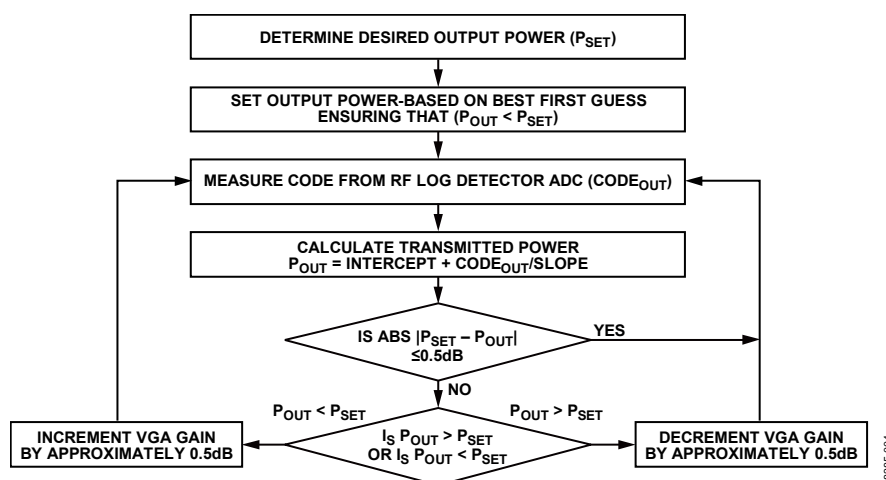 DETERMINE DESIRED OUTPUT POWER (PSET)
SET OUTPUT POWER-BASED ON BEST FIRST GUESS
ENSURING THAT (POUT < PSET)
MEASURE CODE FROM RF LOG DETECTOR ADC (CODEOUT)
CALCULATE TRANSMITTED POWER
POUT = INTERCEPT + CODEOUT/SLOPE
IS ABS |PSET – POUT|
≤0.5dB
YES
NO
POUT < PSET
POUT > PSET
IS POUT > PSET
OR IS POUT < PSET
INCREMENT VGA GAIN
BY APPROXIMATELY 0.5dB
DECREMENT VGA GAIN
BY APPROXIMATELY 0.5dB